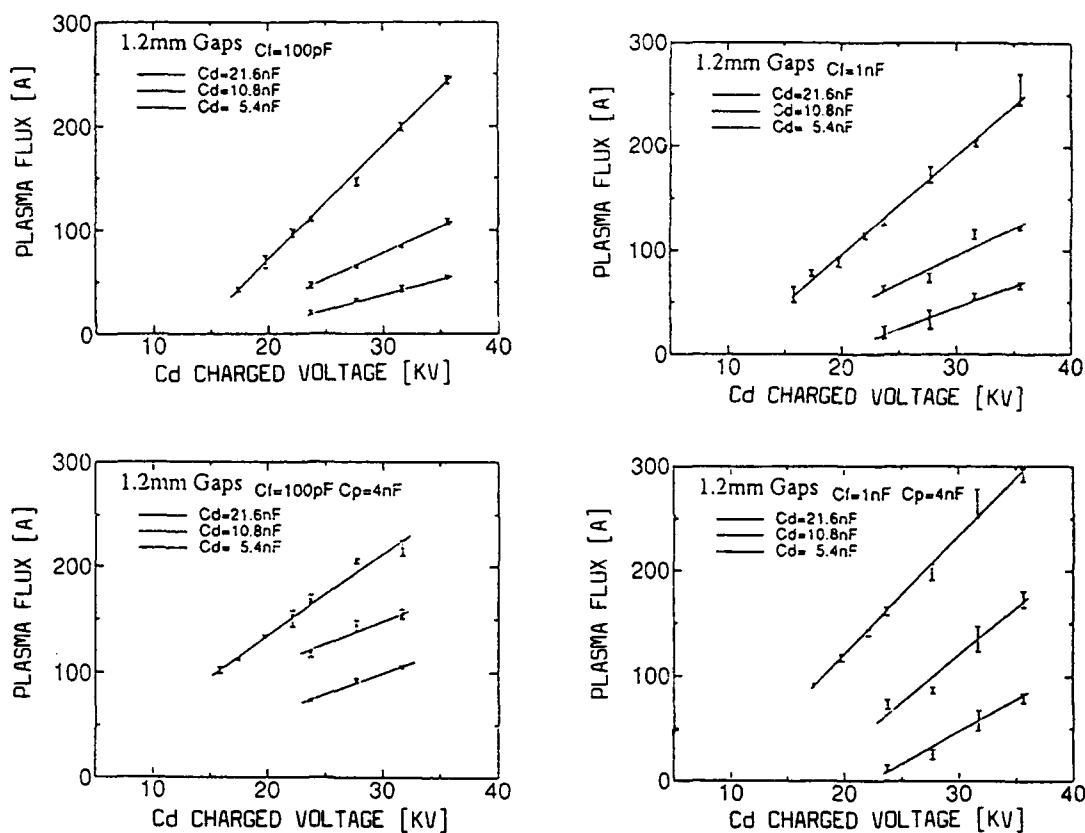 300
1.2mm Gaps Cf=100pF
Cd=21.6nF
Cd=10.8nF
Cd= 5.4nF
200
100
0
10 20 30 40
PLASMA FLUX [A]
Cd CHARGED VOLTAGE [KV]
300
1.2mm Gaps Cf=1nF
Cd=21.6nF
Cd=10.8nF
Cd= 5.4nF
200
100
0
10 20 30 40
PLASMA FLUX [A]
Cd CHARGED VOLTAGE [KV]
300
1.2mm Gaps Cf=100pF Cp=4nF
Cd=21.6nF
Cd=10.8nF
Cd= 5.4nF
200
100
0
10 20 30 40
PLASMA FLUX [A]
Cd CHARGED VOLTAGE [KV]
300
1.2mm Gaps Cf=1nF Cp=4nF
Cd=21.6nF
Cd=10.8nF
Cd= 5.4nF
200
100
0
10 20 30 40
PLASMA FLUX [A]
Cd CHARGED VOLTAGE [KV]